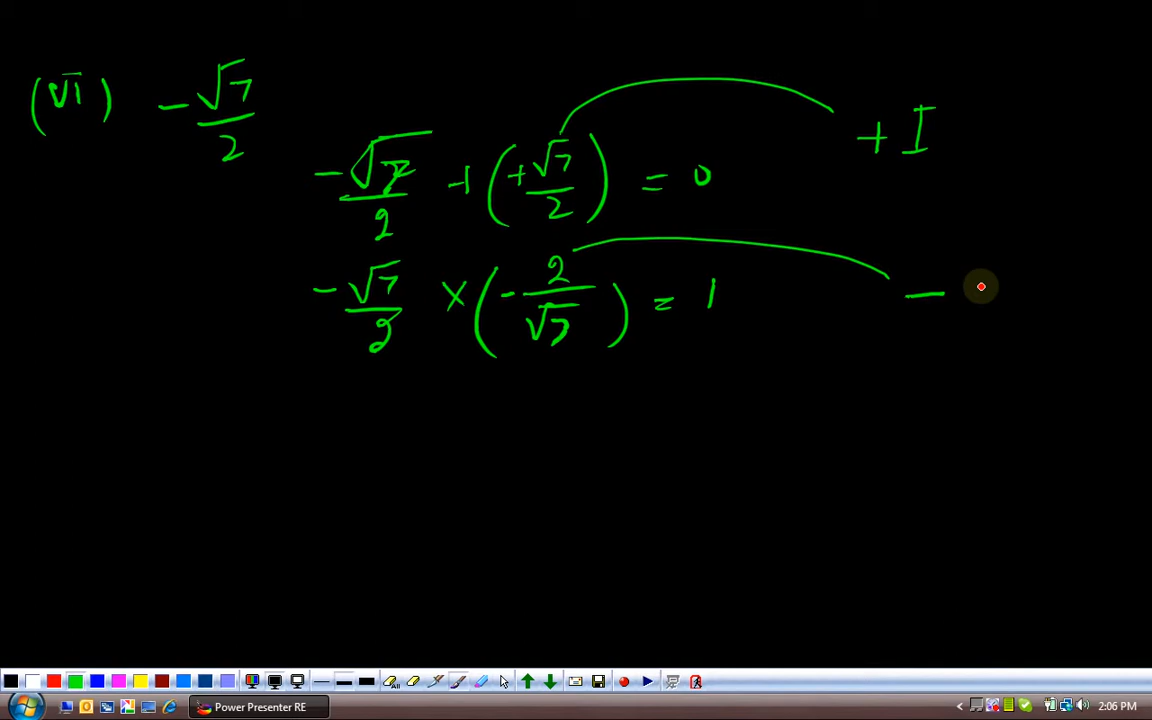 (vi) -√7/2
-√7/2 + (+√7/2) = 0 + I
-√7/2 × (-2/√7) = 1 -
Power Presenter RE
2:06 PM